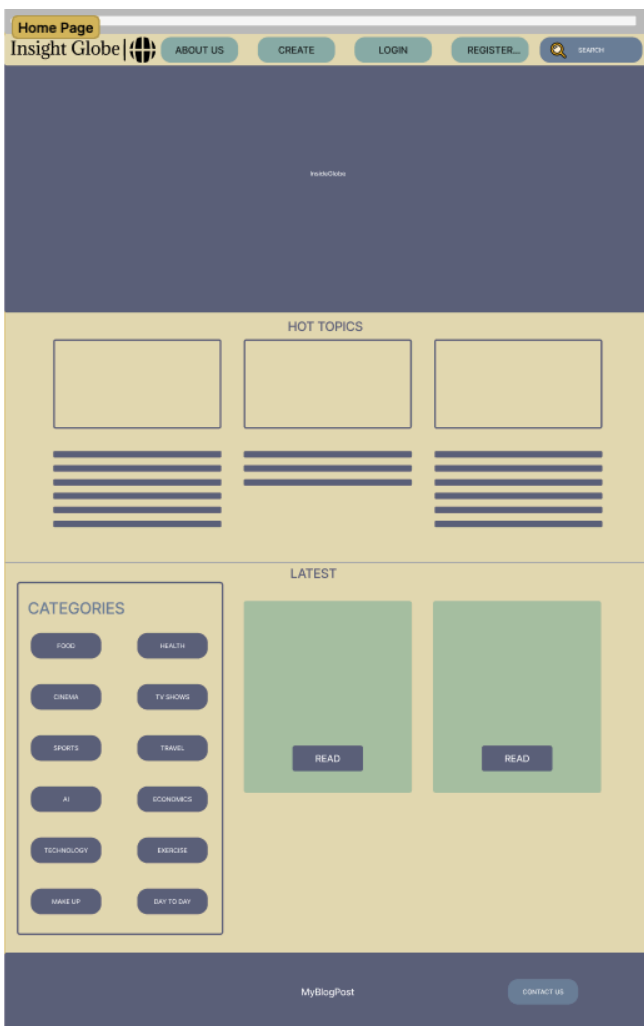 Home Page
Insight Globe
ABOUT US
CREATE
LOGIN
REGISTER...
SEARCH
InsideGlobe
HOT TOPICS
LATEST
CATEGORIES
FOOD
HEALTH
CINEMA
TV SHOWS
SPORTS
TRAVEL
AI
ECONOMICS
TECHNOLOGY
EXERCISE
MAKE UP
DAY TO DAY
READ
READ
MyBlogPost
CONTACT US